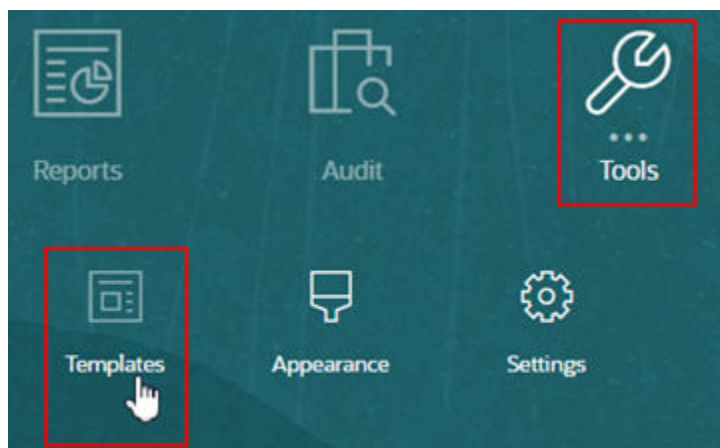 Reports
Audit
Tools
Templates
Appearance
Settings